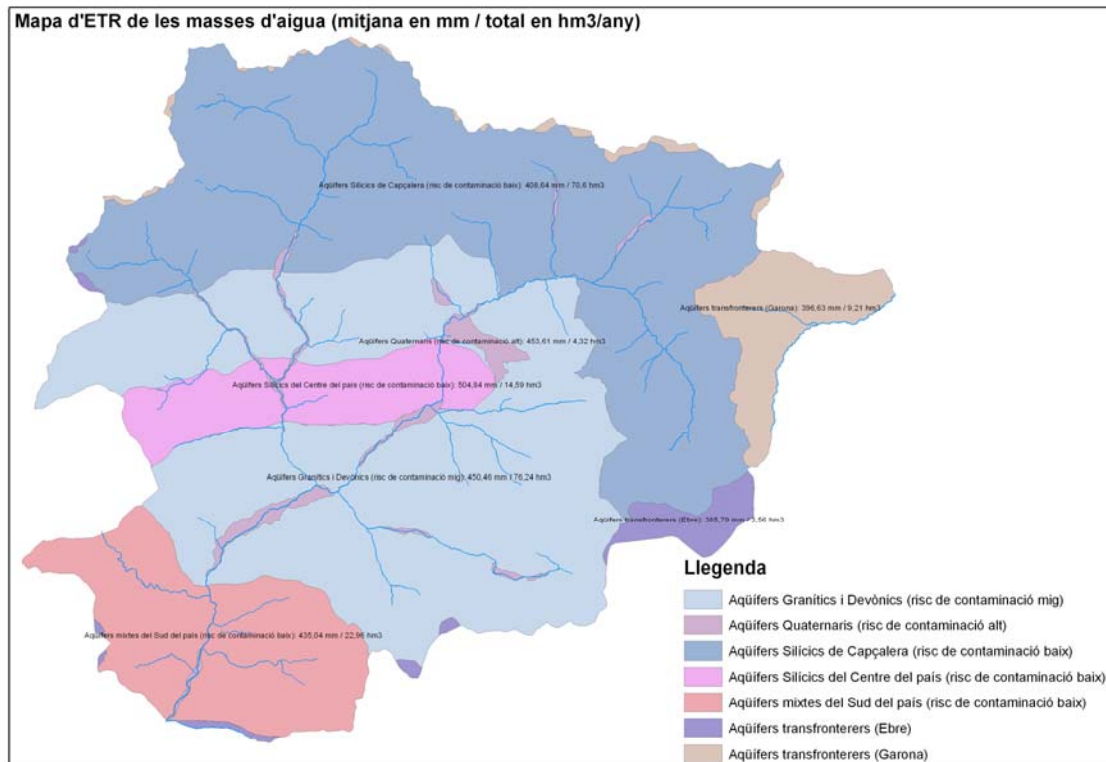 Mapa d'ETR de les masses d'aigua (mitjana en mm / total en hm3/any)
Aqüífers Silícics de Capçalera (risc de contaminació baix): 408,64 mm / 70,6 hm3
Aqüífers transfronterers (Garona): 396,63 mm / 9,21 hm3
Aqüífers Quaternaris (risc de contaminació alt): 453,61 mm / 4,32 hm3
Aqüífers Silícics del Centre del país (risc de contaminació baix): 504,84 mm / 14,59 hm3
Aqüífers Granítics i Devònics (risc de contaminació mig): 450,46 mm / 76,24 hm3
Aqüífers transfronterers (Ebre): 385,79 mm / 3,56 hm3
Aqüífers mixtes del Sud del país (risc de contaminació baix): 435,04 mm / 22,96 hm3
Llegenda
Aqüífers Granítics i Devònics (risc de contaminació mig)
Aqüífers Quaternaris (risc de contaminació alt)
Aqüífers Silícics de Capçalera (risc de contaminació baix)
Aqüífers Silícics del Centre del país (risc de contaminació baix)
Aqüífers mixtes del Sud del país (risc de contaminació baix)
Aqüífers transfronterers (Ebre)
Aqüífers transfronterers (Garona)